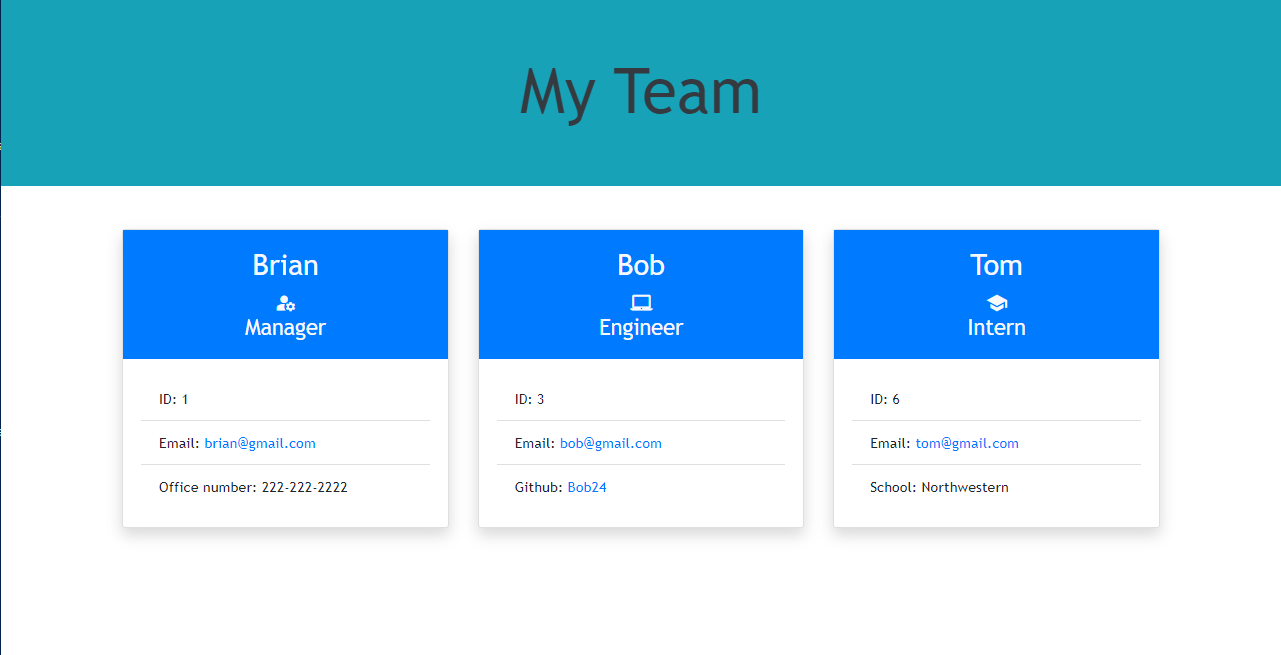 My Team
Brian
Manager
ID: 1
Email: brian@gmail.com
Office number: 222-222-2222
Bob
Engineer
ID: 3
Email: bob@gmail.com
Github: Bob24
Tom
Intern
ID: 6
Email: tom@gmail.com
School: Northwestern